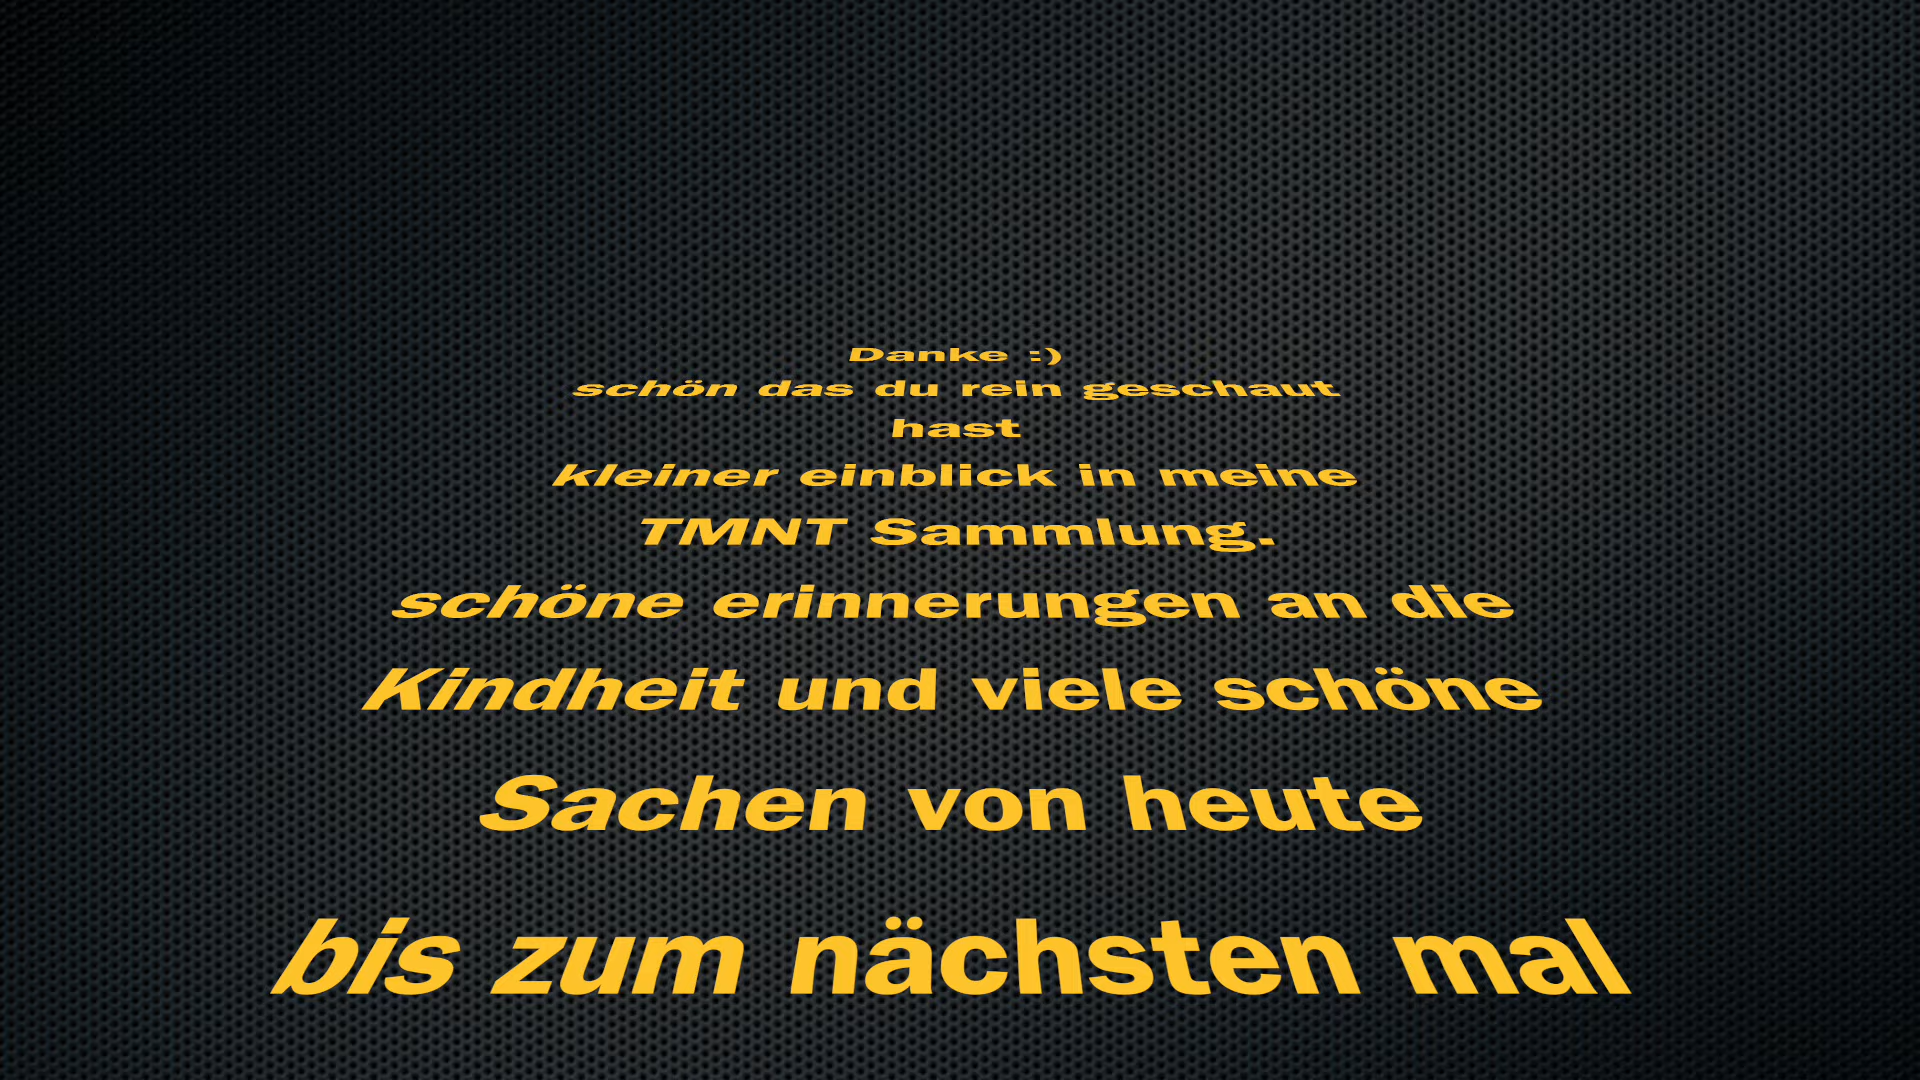 Danke :)
schön das du rein geschaut
hast
kleiner einblick in meine
TMNT Sammlung.
schöne erinnerungen an die
Kindheit und viele schöne
Sachen von heute
bis zum nächsten mal